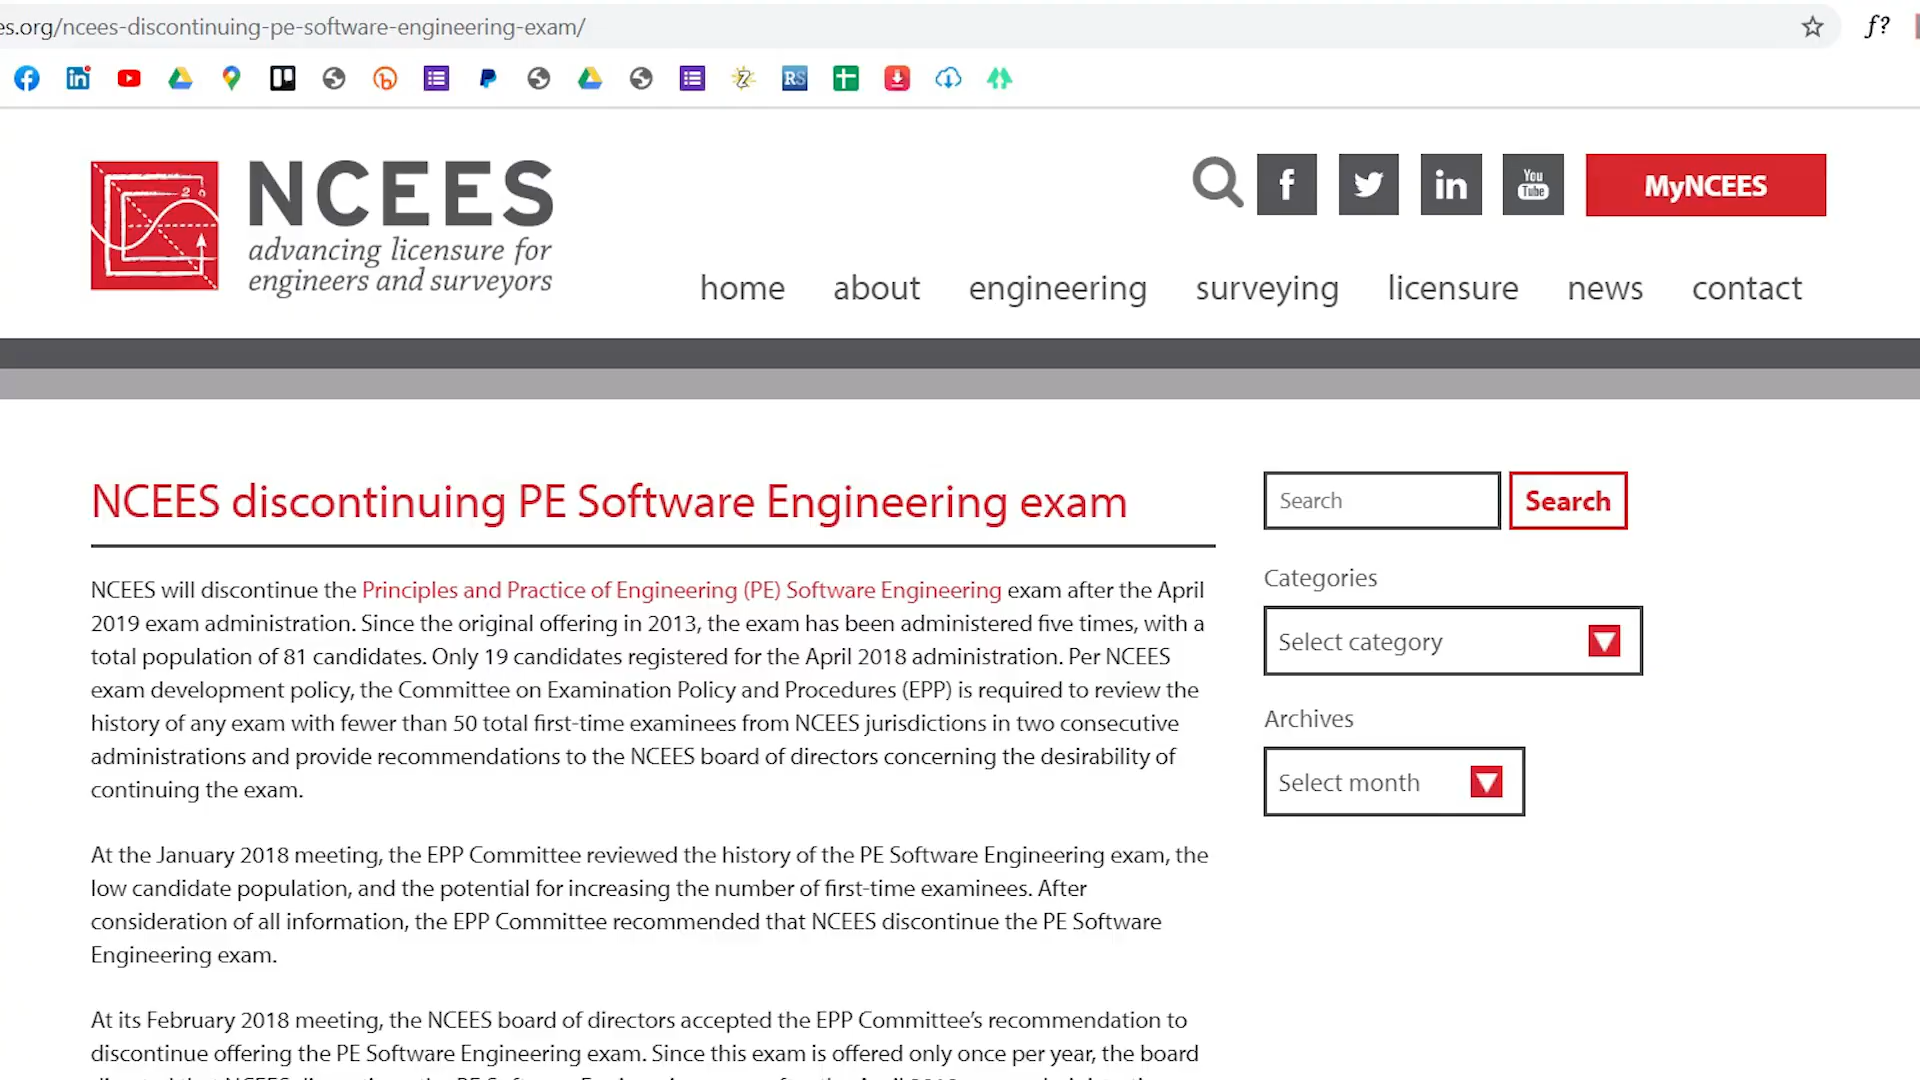 es.org/ncees-discontinuing-pe-software-engineering-exam/
f?
NCEES
advancing licensure for
engineers and surveyors
You
Tube
MyNCEES
home about engineering surveying licensure news contact
NCEES discontinuing PE Software Engineering exam
Search Search
NCEES will discontinue the Principles and Practice of Engineering (PE) Software Engineering exam after the April
2019 exam administration. Since the original offering in 2013, the exam has been administered five times, with a
total population of 81 candidates. Only 19 candidates registered for the April 2018 administration. Per NCEES
exam development policy, the Committee on Examination Policy and Procedures (EPP) is required to review the
history of any exam with fewer than 50 total first-time examinees from NCEES jurisdictions in two consecutive
administrations and provide recommendations to the NCEES board of directors concerning the desirability of
continuing the exam.
Categories
Select category
Archives
Select month
At the January 2018 meeting, the EPP Committee reviewed the history of the PE Software Engineering exam, the
low candidate population, and the potential for increasing the number of first-time examinees. After
consideration of all information, the EPP Committee recommended that NCEES discontinue the PE Software
Engineering exam.
At its February 2018 meeting, the NCEES board of directors accepted the EPP Committee’s recommendation to
discontinue offering the PE Software Engineering exam. Since this exam is offered only once per year, the board